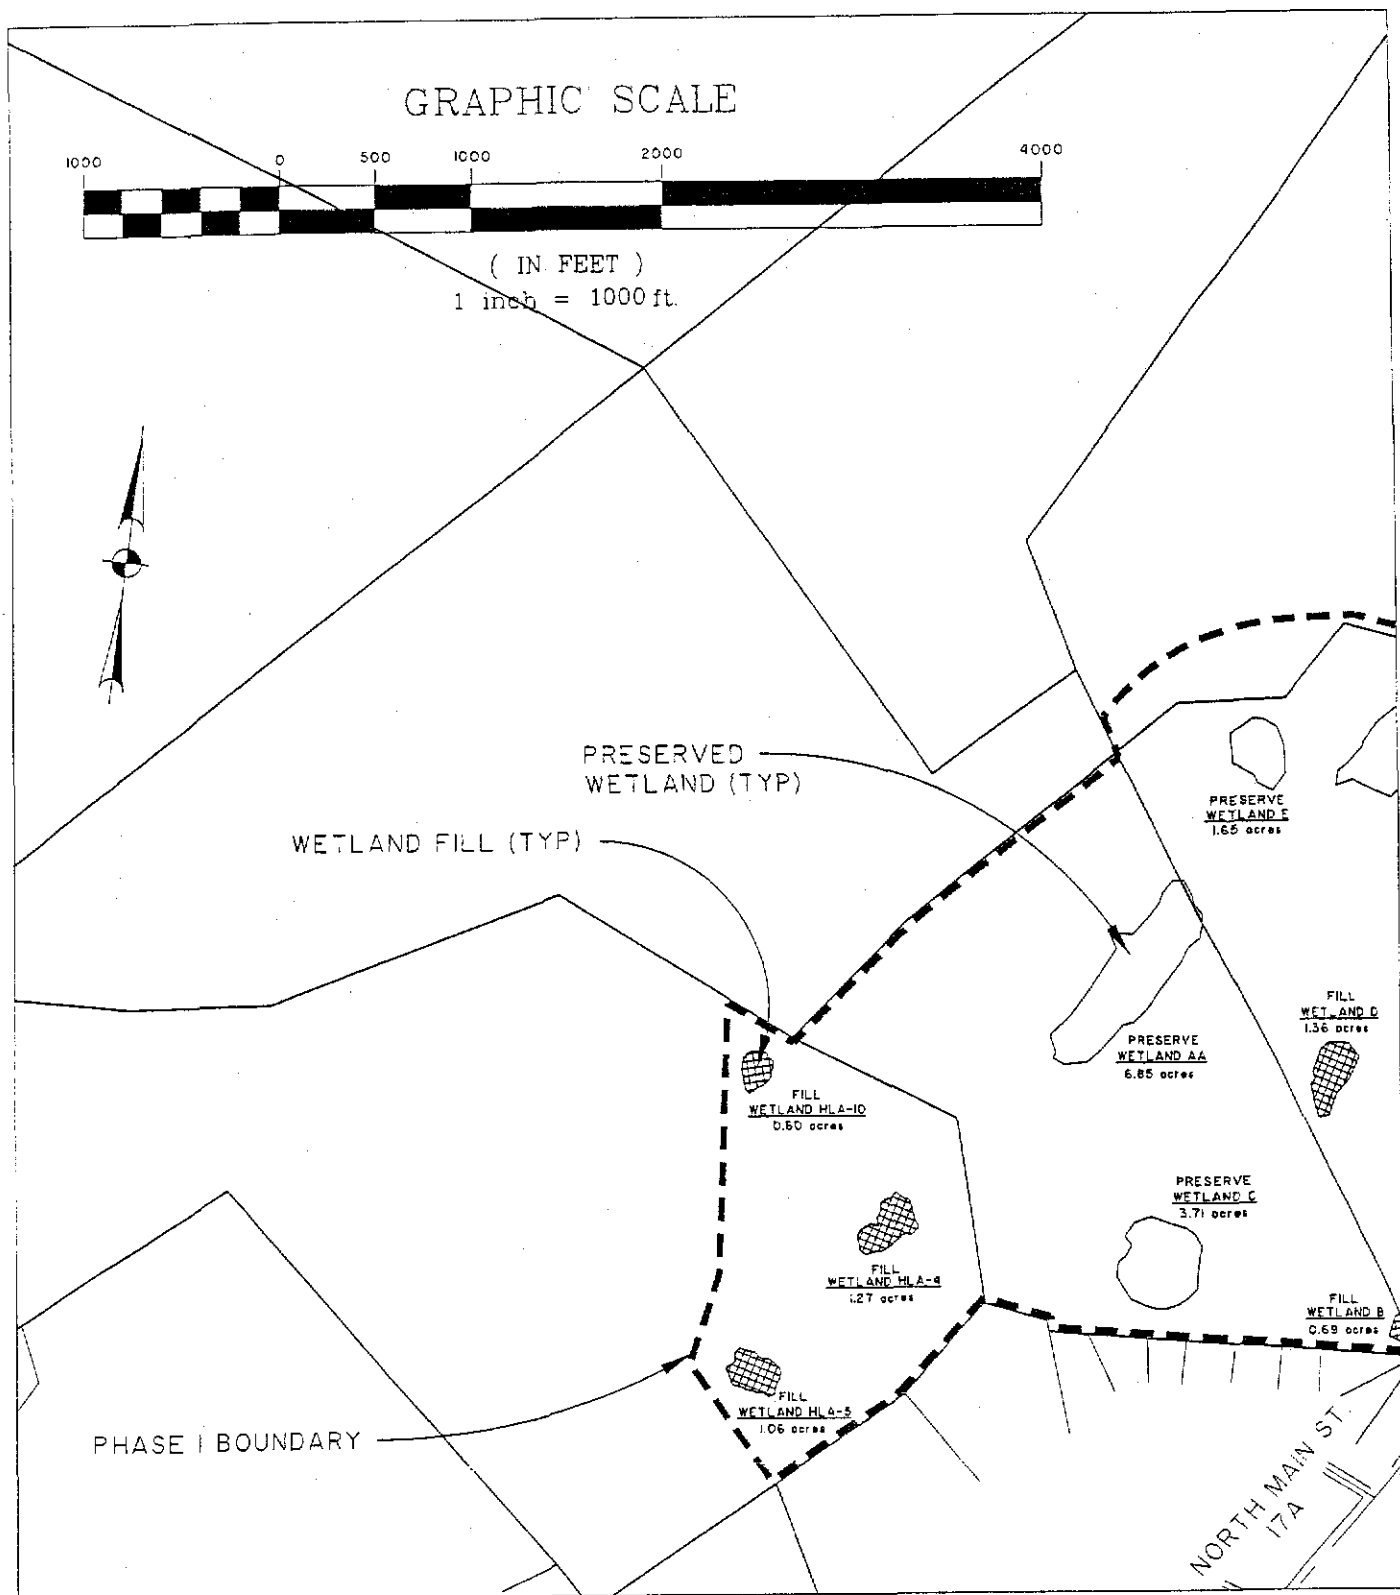 GRAPHIC SCALE
1000 0 500 1000 2000 4000
( IN FEET )
1 inch = 1000 ft.
PRESERVED
WETLAND (TYP)
WETLAND FILL (TYP)
PRESERVE
WETLAND E
1.65 acres
FILL
WETLAND D
1.36 acres
PRESERVE
WETLAND AA
6.85 acres
FILL
WETLAND HLA-10
0.60 acres
PRESERVE
WETLAND C
3.71 acres
FILL
WETLAND HLA-4
1.27 acres
FILL
WETLAND B
0.69 acres
FILL
WETLAND HLA-5
1.06 acres
PHASE I BOUNDARY
NORTH MAIN ST.
17A